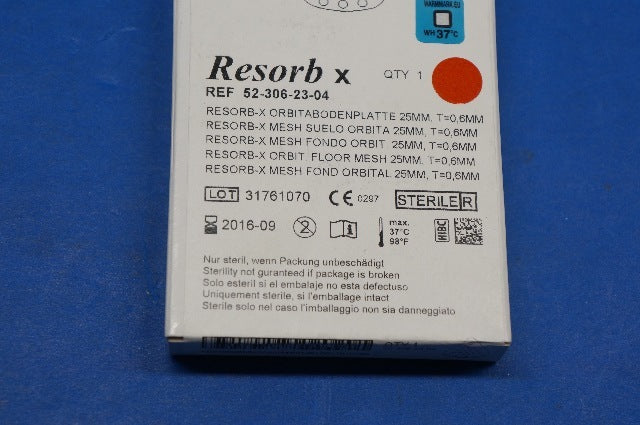 WARMMARK.EU
WH 37°C
Resorb x
QTY 1
REF 52-306-23-04
RESORB-X ORBITABODENPLATTE 25MM, T=0,6MM
RESORB-X MESH SUELO ORBITA 25MM, T=0,6MM
RESORB-X MESH FONDO ORBIT. 25MM, T=0,6MM
RESORB-X ORBIT. FLOOR MESH 25MM, T=0,6MM
RESORB-X MESH FOND ORBITAL 25MM, T=0,6MM
LOT 31761070 CE 0297 STERILE R
2016-09 2 i max. 37°C 98°F HIBC
Nur steril, wenn Packung unbeschädigt
Sterility not guranteed if package is broken
Solo esteril si el embalaje no esta defectuso
Uniquement sterile, si l'emballage intact
Sterile solo nel caso l'imballaggio non sia danneggiato
QTY 1